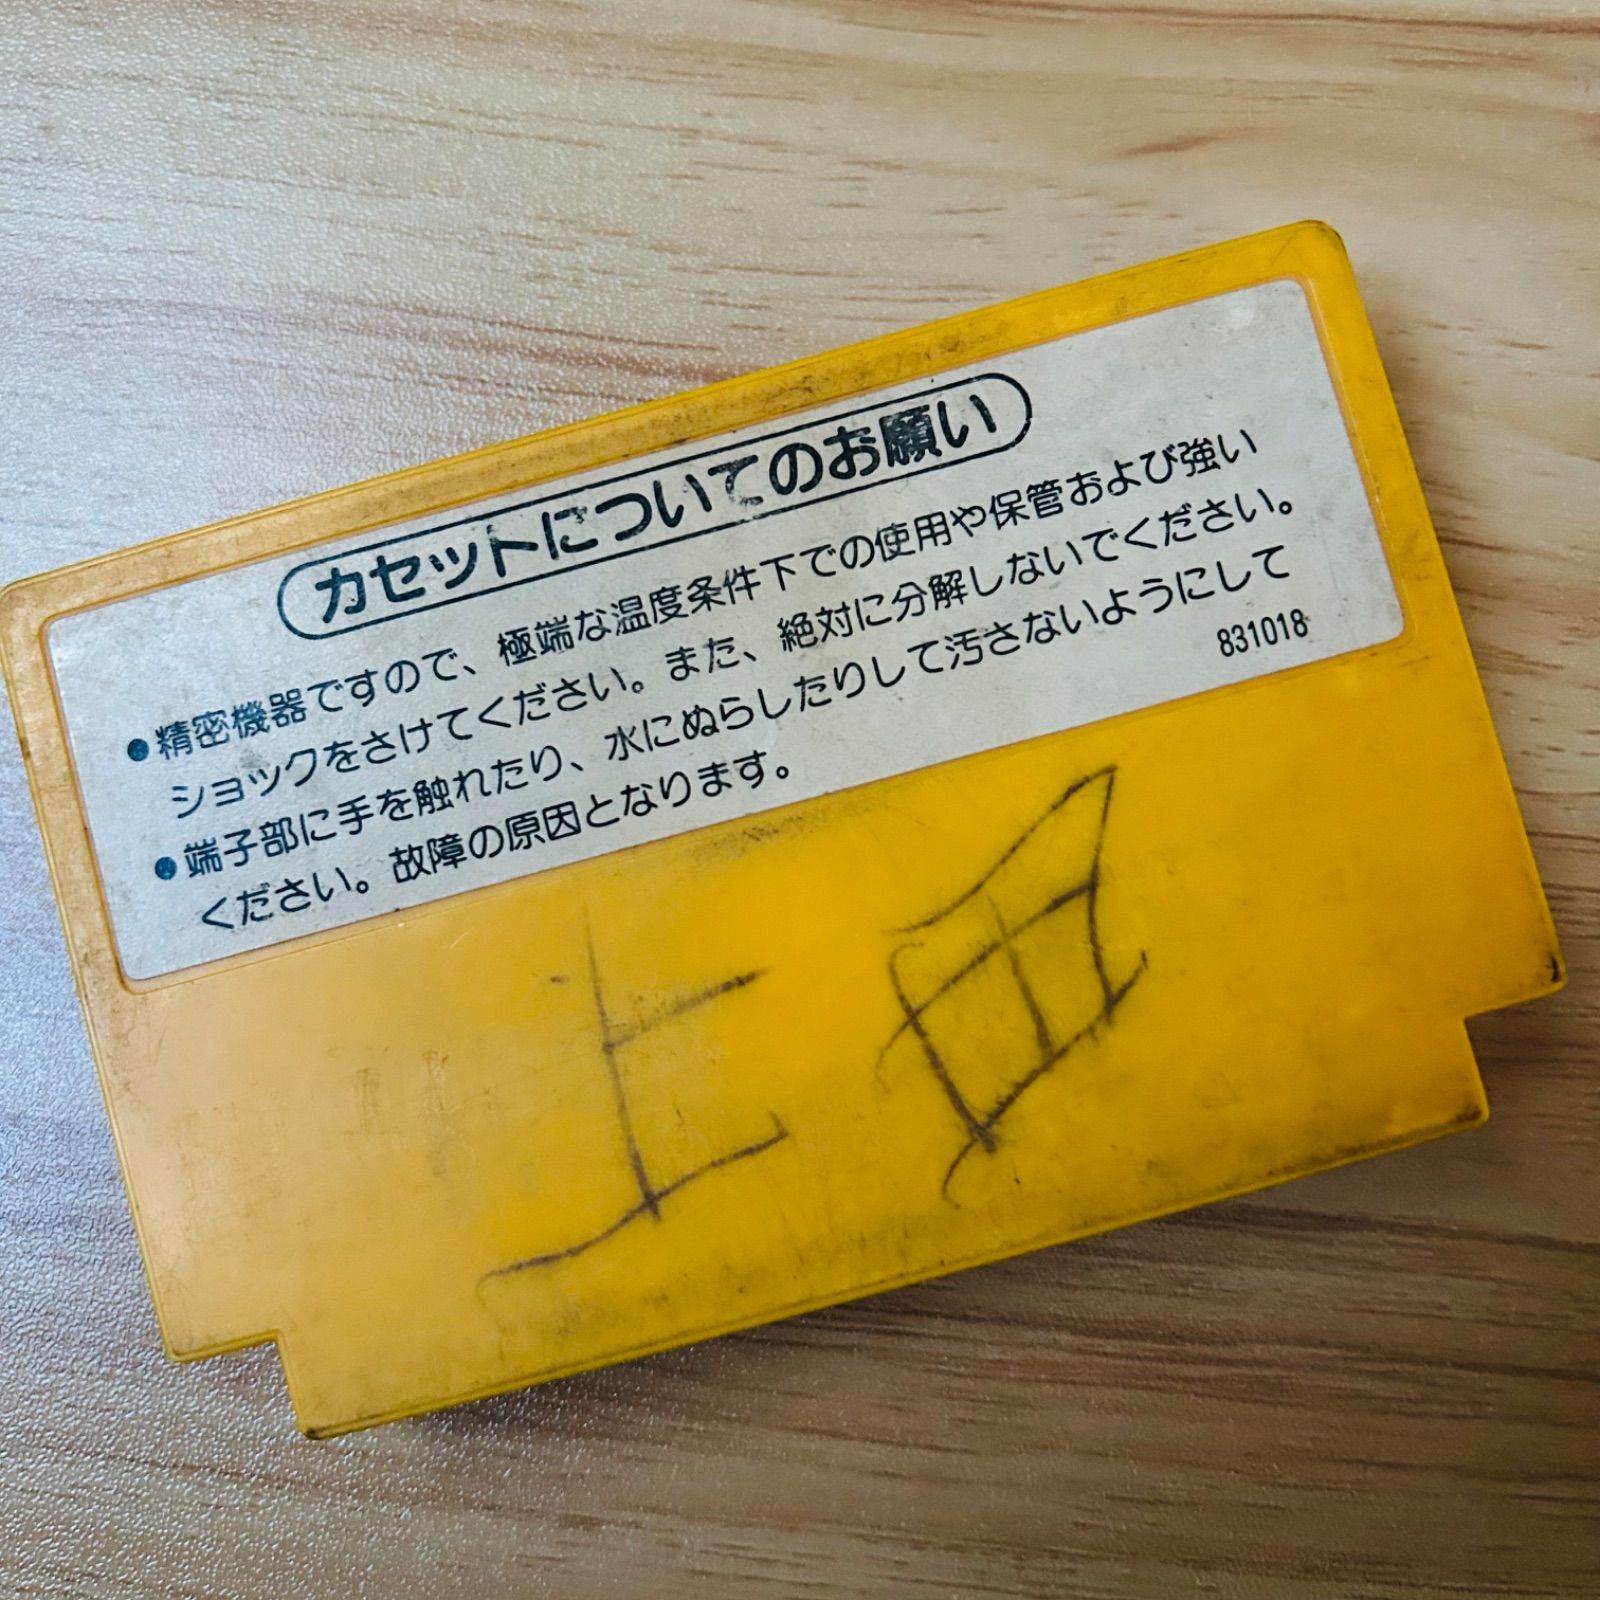 カセットについてのお願い
●精密機器ですので、極端な温度条件下での使用や保管および強い
ショックをさけてください。また、絶対に分解しないでください。
●端子部に手を触れたり、水にぬらしたりして汚さないようにして
ください。故障の原因となります。
831018
上田